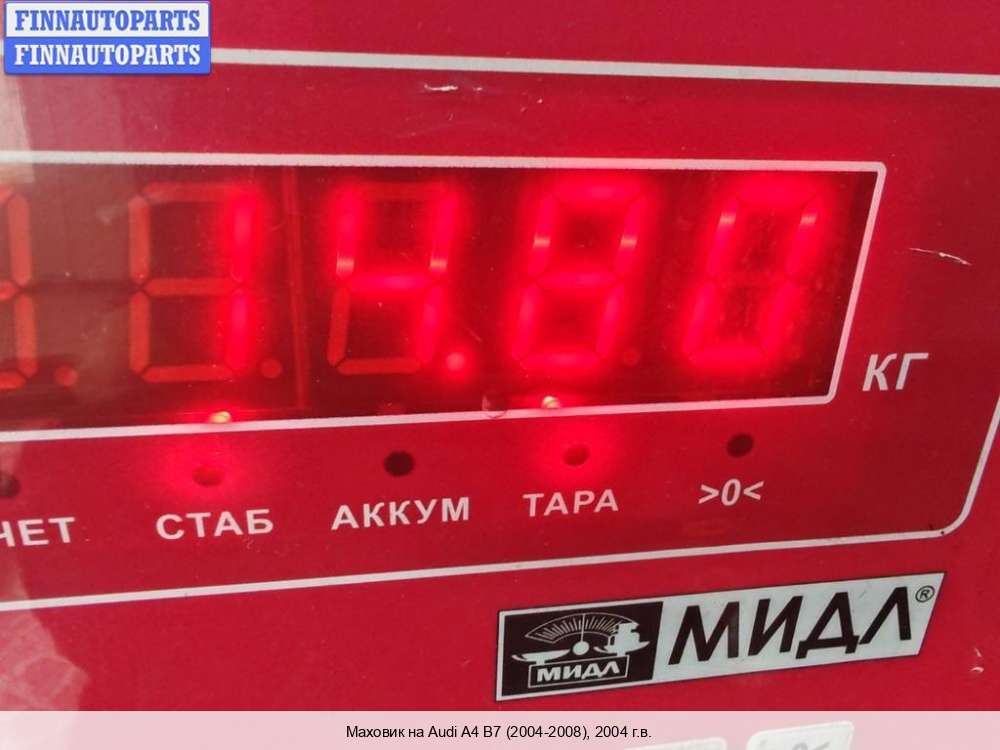 FINNAUTOPARTS
FINNAUTOPARTS
14.80
КГ
ЧЕТ СТАБ АККУМ ТАРА >0<
МИДЛ МИДЛ®
Маховик на Audi A4 B7 (2004-2008), 2004 г.в.